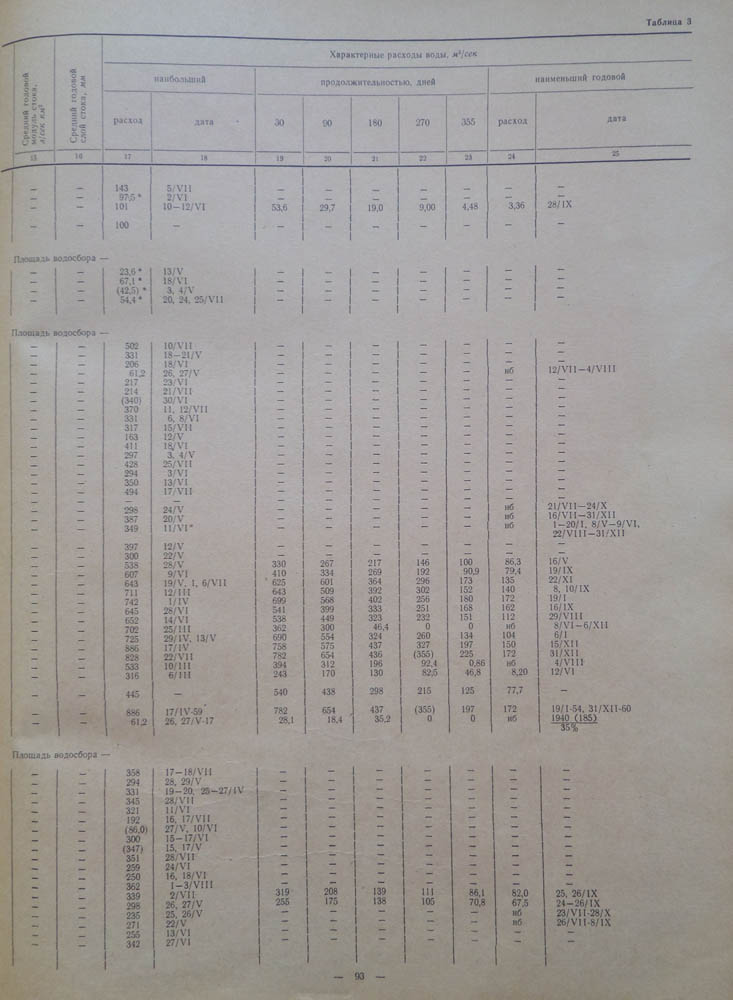 Таблица 3
Средний годовой модуль стока, л/сек км²
Средний годовой слой стока, мм
Характерные расходы воды, м³/сек
наибольший
продолжительностью, дней
наименьший годовой
расход дата 30 90 180 270 355 расход дата
15 16 17 18 19 20 21 22 23 24 25
— — 143 5/VII — — — — — — —
— — 97,5 * 2/VI — — — — — — —
— — 101 10—12/VI 53,6 29,7 19,0 9,00 4,48 3,36 28/IX
— — 100 — — — — — — — —
Площадь водосбора —
— — 23,6 * 13/V — — — — — — —
— — 67,1 * 18/VI — — — — — — —
— — (42,5) * 3, 4/V — — — — — — —
— — 54,4 * 20, 24, 25/VII — — — — — — —
Площадь водосбора —
— — 502 10/VII — — — — — — —
— — 331 18—21/V — — — — — — —
— — 206 18/VI — — — — — — —
— — 61,2 26, 27/V — — — — — нб 12/VII—4/VIII
— — 217 23/VI — — — — — — —
— — 214 21/VII — — — — — — —
— — (340) 30/VI — — — — — — —
— — 370 11, 12/VII — — — — — — —
— — 331 6, 8/VI — — — — — — —
— — 317 15/VII — — — — — — —
— — 163 12/V — — — — — — —
— — 411 18/VI — — — — — — —
— — 297 3, 4/V — — — — — — —
— — 428 25/VII — — — — — — —
— — 294 3/VI — — — — — — —
— — 350 13/VI — — — — — — —
— — 494 17/VII — — — — — — —
— — — — — — — — — — —
— — 298 24/V — — — — — нб 21/VII—24/X
— — 387 20/V — — — — — нб 16/VII—31/XII
— — 349 11/VI* — — — — — нб 1—20/I, 8/V—9/VI,
22/VIII—31/XII
— — 397 12/V — — — — — — —
— — 300 22/V — — — — — — —
— — 538 28/V 330 267 217 146 100 86,3 16/V
— — 607 9/VI 410 334 269 192 90,9 79,4 19/IX
— — 643 19/V, 1, 6/VII 625 601 364 296 173 135 22/XI
— — 711 12/III 643 509 392 302 152 140 8, 10/IX
— — 742 1/IV 699 568 402 256 180 172 19/I
— — 645 28/VI 541 399 333 251 168 162 16/IX
— — 652 14/VI 538 449 323 232 151 112 29/VIII
— — 702 25/III 362 300 46,4 0 0 нб 8/VI—6/XII
— — 725 29/IV, 13/V 690 554 324 260 134 104 6/I
— — 886 17/IV 758 575 437 327 197 150 15/XII
— — 828 22/VII 782 654 436 (355) 225 172 31/XII
— — 533 10/III 394 312 196 92,4 0,86 нб 4/VIII
— — 316 6/III 243 170 130 82,5 46,8 8,20 12/VI
— — 445 — 540 438 298 215 125 77,7 —
— — 886 17/IV-59 782 654 437 (355) 197 172 19/I-54, 31/XII-60
— — 61,2 26, 27/V-17 28,1 18,4 35,2 0 0 нб 1940 (185)
35%
Площадь водосбора —
— — 358 17—18/VII — — — — — — —
— — 294 28, 29/V — — — — — — —
— — 331 19—20, 25—27/IV — — — — — — —
— — 345 28/VII — — — — — — —
— — 321 11/VI — — — — — — —
— — 192 16, 17/VII — — — — — — —
— — (86,0) 27/V, 10/VI — — — — — — —
— — 300 15—17/VI — — — — — — —
— — (347) 15, 17/V — — — — — — —
— — 351 28/VII — — — — — — —
— — 259 24/VI — — — — — — —
— — 250 16, 18/VI — — — — — — —
— — 362 1—3/VIII — — — — — — —
— — 339 2/VII 319 208 139 111 86,1 82,0 25, 26/IX
— — 298 26, 27/V 255 175 138 105 70,8 67,5 24—26/IX
— — 235 25, 26/V — — — — — нб 23/VII-28/X
— — 271 22/V — — — — — нб 26/VII-8/IX
— — 255 13/VI — — — — — — —
— — 342 27/VI — — — — — — —
— 93 —